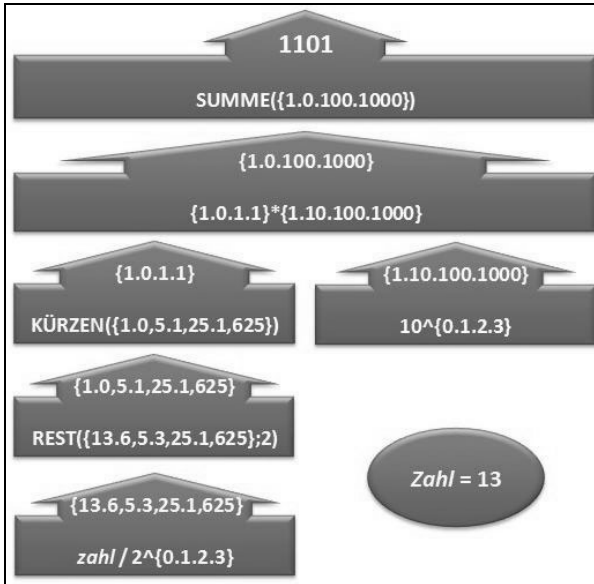 1101
SUMME({1.0.100.1000})
{1.0.100.1000}
{1.0.1.1}*{1.10.100.1000}
{1.0.1.1}
KÜRZEN({1.0,5.1,25.1,625})
{1.10.100.1000}
10^{0.1.2.3}
{1.0,5.1,25.1,625}
REST({13.6,5.3,25.1,625};2)
{13.6,5.3,25.1,625}
zahl / 2^{0.1.2.3}
Zahl = 13